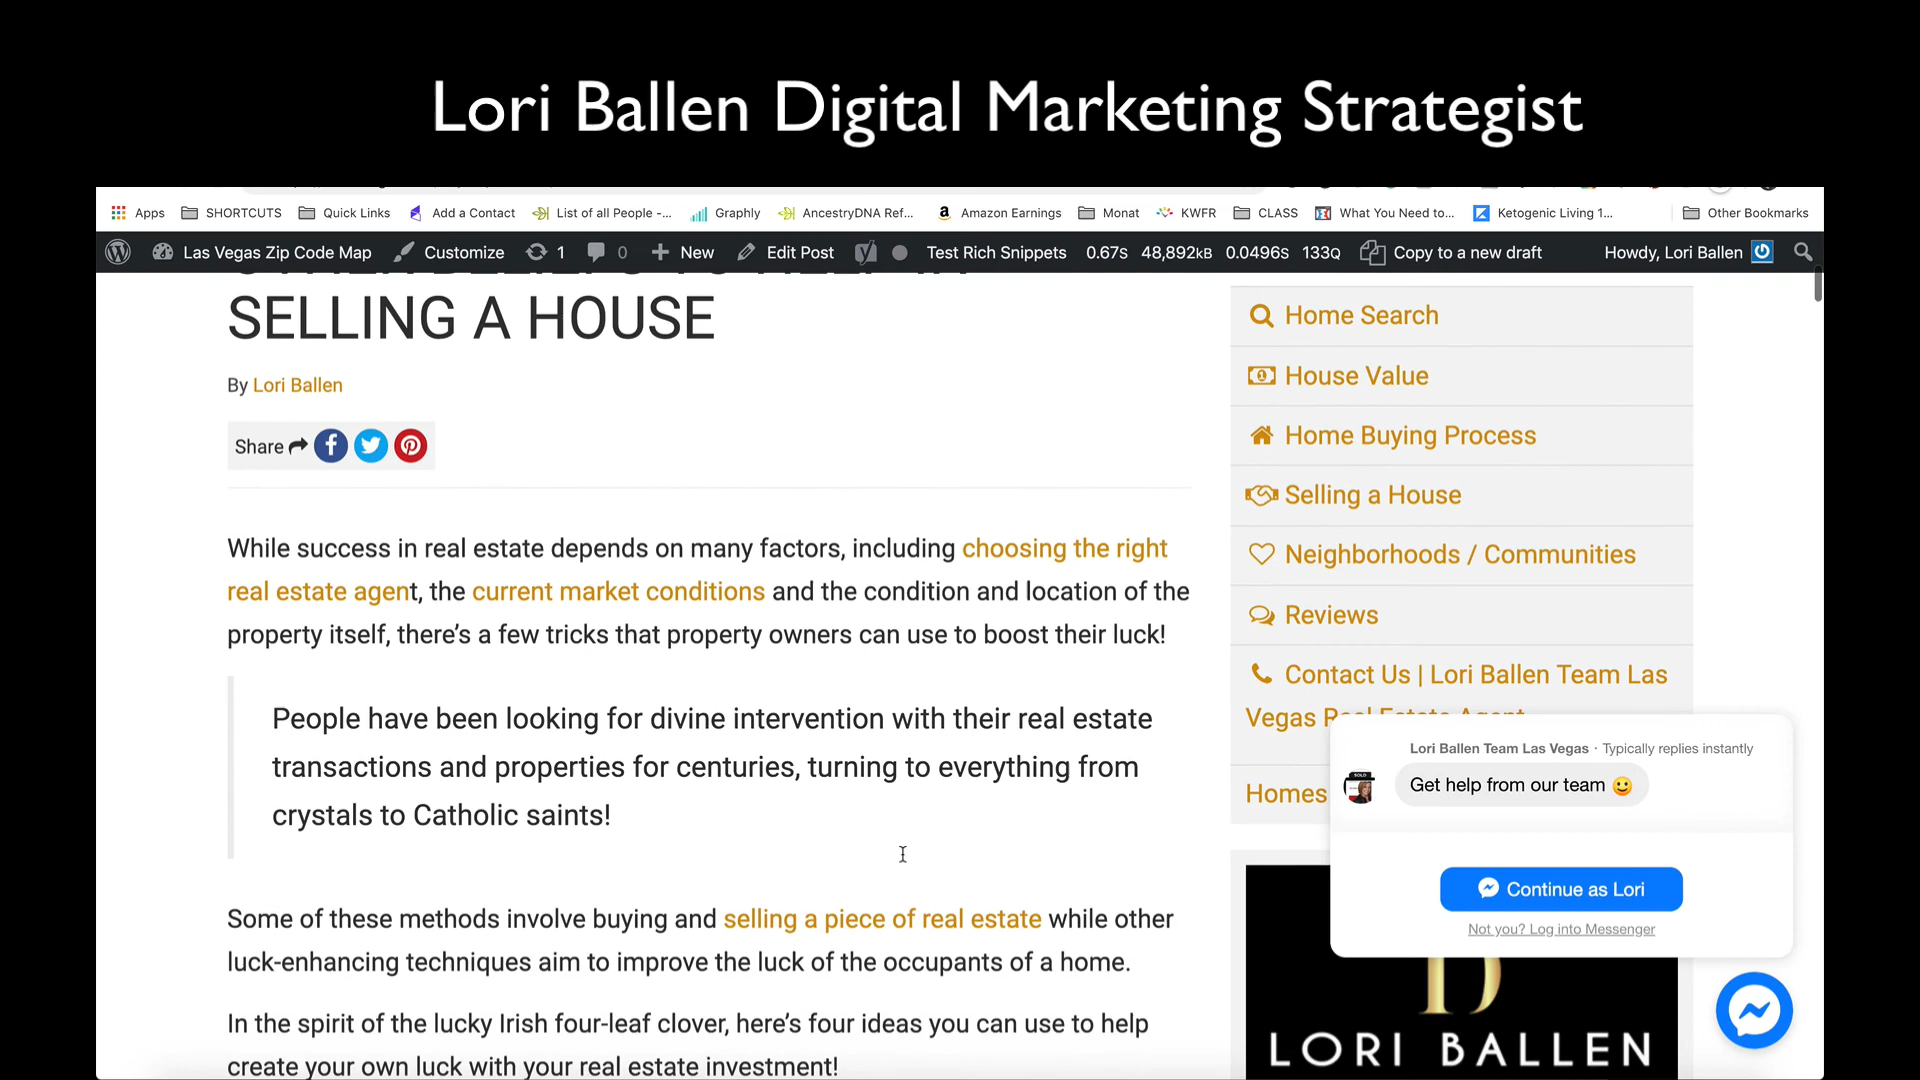 Lori Ballen Digital Marketing Strategist
Apps SHORTCUTS Quick Links Add a Contact List of all People -... Graphly AncestryDNA Ref... Amazon Earnings Monat KWFR CLASS What You Need to... Ketogenic Living 1... Other Bookmarks
Las Vegas Zip Code Map Customize 1 0 New Edit Post Test Rich Snippets 0.67S 48,892KB 0.0496S 133Q Copy to a new draft Howdy, Lori Ballen
SELLING A HOUSE
By Lori Ballen
Share
While success in real estate depends on many factors, including choosing the right
real estate agent, the current market conditions and the condition and location of the
property itself, there's a few tricks that property owners can use to boost their luck!
People have been looking for divine intervention with their real estate
transactions and properties for centuries, turning to everything from
crystals to Catholic saints!
Some of these methods involve buying and selling a piece of real estate while other
luck-enhancing techniques aim to improve the luck of the occupants of a home.
In the spirit of the lucky Irish four-leaf clover, here's four ideas you can use to help
create your own luck with your real estate investment!
Home Search
House Value
Home Buying Process
Selling a House
Neighborhoods / Communities
Reviews
Contact Us | Lori Ballen Team Las
Vegas Real Estate Agent
Homes
Lori Ballen Team Las Vegas · Typically replies instantly
Get help from our team 🙂
Continue as Lori
Not you? Log into Messenger
LORI BALLEN